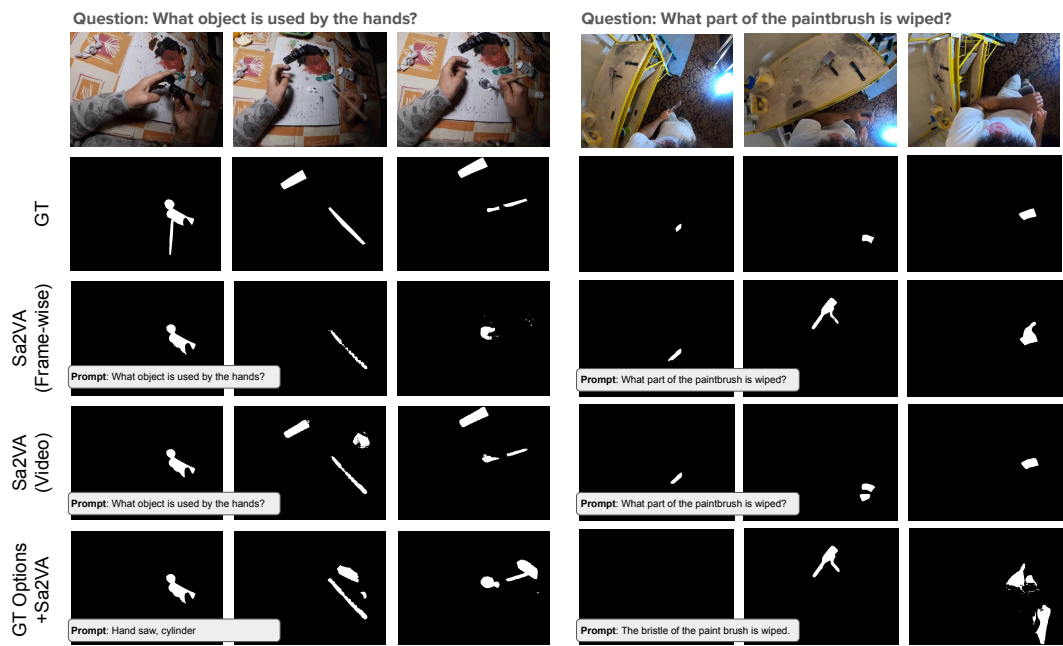 Question: What object is used by the hands?
Question: What part of the paintbrush is wiped?
GT
Sa2VA
(Frame-wise)
Prompt: What object is used by the hands?
Prompt: What part of the paintbrush is wiped?
Sa2VA
(Video)
Prompt: What object is used by the hands?
Prompt: What part of the paintbrush is wiped?
GT Options
+Sa2VA
Prompt: Hand saw, cylinder
Prompt: The bristle of the paint brush is wiped.